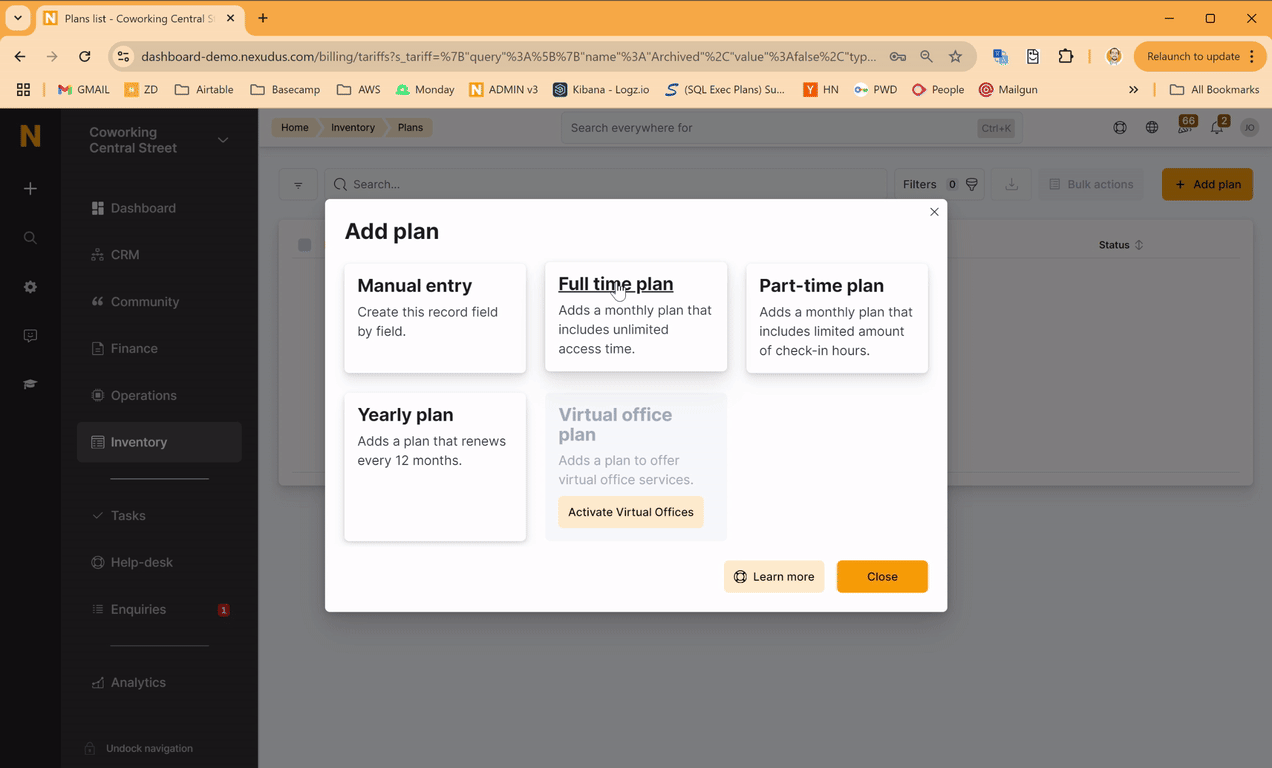 Plans list - Coworking Central S
dashboard-demo.nexudus.com/billing/tariffs?s_tariff=%7B"query"%3A%5B%7B"name"%3A"Archived"%2C"value"%3Afalse%2C"typ...
Relaunch to update
GMAIL
ZD
Airtable
Basecamp
AWS
Monday
ADMIN v3
Kibana - Logz.io
(SQL Exec Plans) Su...
HN
PWD
People
Mailgun
All Bookmarks
Coworking
Central Street
Home
Inventory
Plans
Search everywhere for
Ctrl+K
66
2
JO
Dashboard
CRM
Community
Finance
Operations
Inventory
Tasks
Help-desk
Enquiries
1
Analytics
Undock navigation
Search...
Filters
0
Bulk actions
Add plan
Status
Add plan
Manual entry
Create this record field
by field.
Full time plan
Adds a monthly plan that
includes unlimited
access time.
Part-time plan
Adds a monthly plan that
includes limited amount
of check-in hours.
Yearly plan
Adds a plan that renews
every 12 months.
Virtual office
plan
Adds a plan to offer
virtual office services.
Activate Virtual Offices
Learn more
Close